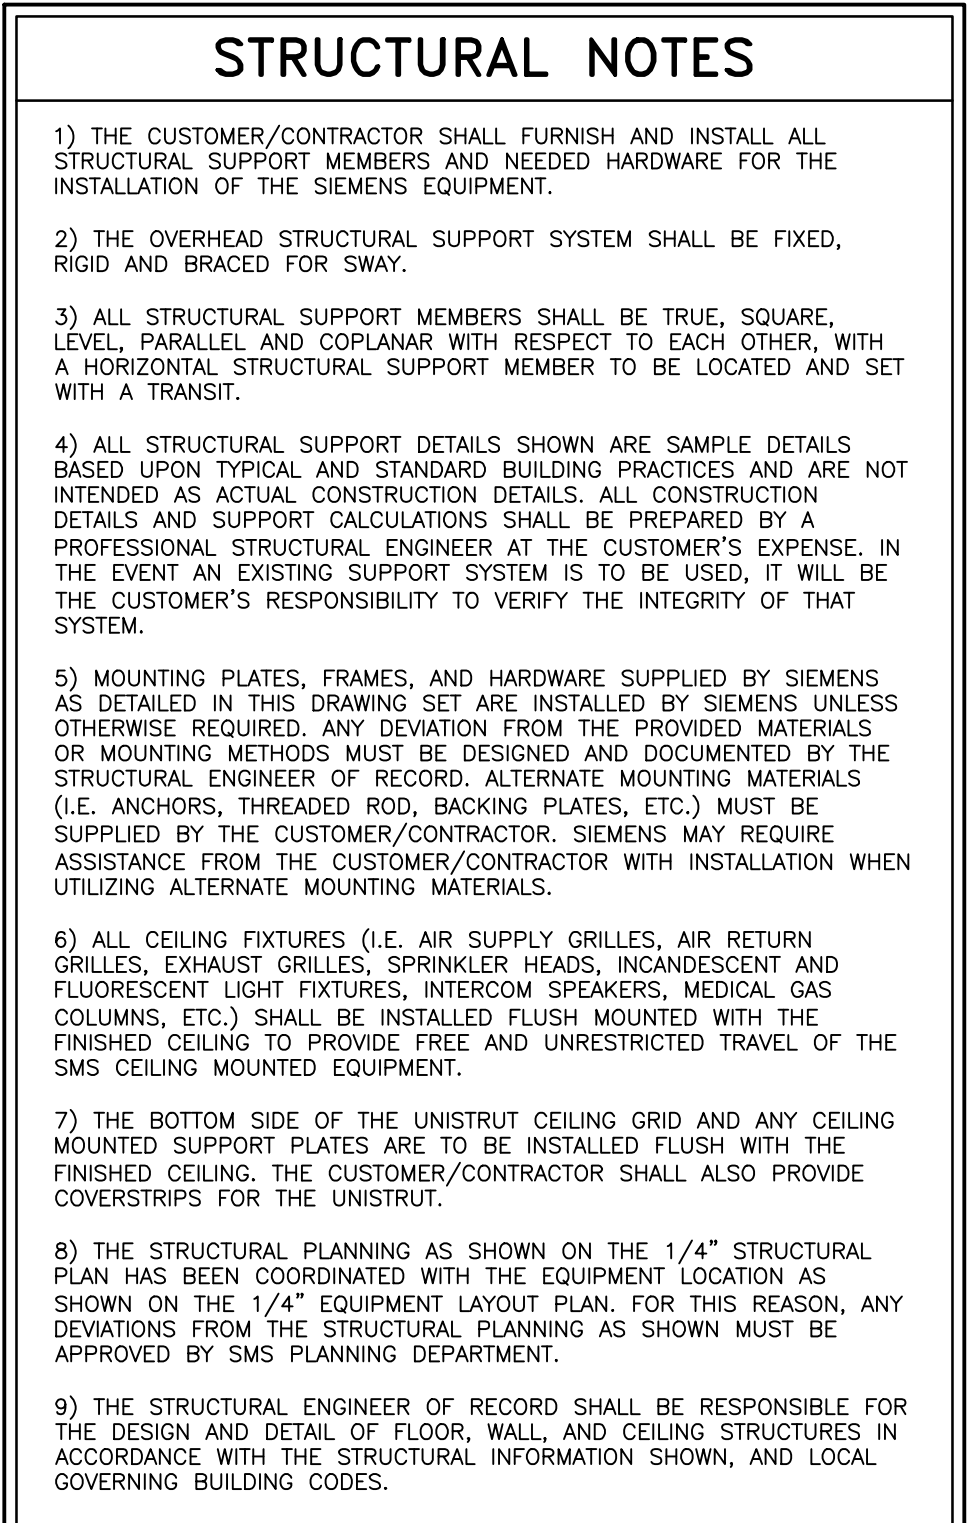 STRUCTURAL NOTES
1) THE CUSTOMER/CONTRACTOR SHALL FURNISH AND INSTALL ALL
STRUCTURAL SUPPORT MEMBERS AND NEEDED HARDWARE FOR THE
INSTALLATION OF THE SIEMENS EQUIPMENT.
2) THE OVERHEAD STRUCTURAL SUPPORT SYSTEM SHALL BE FIXED,
RIGID AND BRACED FOR SWAY.
3) ALL STRUCTURAL SUPPORT MEMBERS SHALL BE TRUE, SQUARE,
LEVEL, PARALLEL AND COPLANAR WITH RESPECT TO EACH OTHER, WITH
A HORIZONTAL STRUCTURAL SUPPORT MEMBER TO BE LOCATED AND SET
WITH A TRANSIT.
4) ALL STRUCTURAL SUPPORT DETAILS SHOWN ARE SAMPLE DETAILS
BASED UPON TYPICAL AND STANDARD BUILDING PRACTICES AND ARE NOT
INTENDED AS ACTUAL CONSTRUCTION DETAILS. ALL CONSTRUCTION
DETAILS AND SUPPORT CALCULATIONS SHALL BE PREPARED BY A
PROFESSIONAL STRUCTURAL ENGINEER AT THE CUSTOMER'S EXPENSE. IN
THE EVENT AN EXISTING SUPPORT SYSTEM IS TO BE USED, IT WILL BE
THE CUSTOMER'S RESPONSIBILITY TO VERIFY THE INTEGRITY OF THAT
SYSTEM.
5) MOUNTING PLATES, FRAMES, AND HARDWARE SUPPLIED BY SIEMENS
AS DETAILED IN THIS DRAWING SET ARE INSTALLED BY SIEMENS UNLESS
OTHERWISE REQUIRED. ANY DEVIATION FROM THE PROVIDED MATERIALS
OR MOUNTING METHODS MUST BE DESIGNED AND DOCUMENTED BY THE
STRUCTURAL ENGINEER OF RECORD. ALTERNATE MOUNTING MATERIALS
(I.E. ANCHORS, THREADED ROD, BACKING PLATES, ETC.) MUST BE
SUPPLIED BY THE CUSTOMER/CONTRACTOR. SIEMENS MAY REQUIRE
ASSISTANCE FROM THE CUSTOMER/CONTRACTOR WITH INSTALLATION WHEN
UTILIZING ALTERNATE MOUNTING MATERIALS.
6) ALL CEILING FIXTURES (I.E. AIR SUPPLY GRILLES, AIR RETURN
GRILLES, EXHAUST GRILLES, SPRINKLER HEADS, INCANDESCENT AND
FLUORESCENT LIGHT FIXTURES, INTERCOM SPEAKERS, MEDICAL GAS
COLUMNS, ETC.) SHALL BE INSTALLED FLUSH MOUNTED WITH THE
FINISHED CEILING TO PROVIDE FREE AND UNRESTRICTED TRAVEL OF THE
SMS CEILING MOUNTED EQUIPMENT.
7) THE BOTTOM SIDE OF THE UNISTRUT CEILING GRID AND ANY CEILING
MOUNTED SUPPORT PLATES ARE TO BE INSTALLED FLUSH WITH THE
FINISHED CEILING. THE CUSTOMER/CONTRACTOR SHALL ALSO PROVIDE
COVERSTRIPS FOR THE UNISTRUT.
8) THE STRUCTURAL PLANNING AS SHOWN ON THE 1/4" STRUCTURAL
PLAN HAS BEEN COORDINATED WITH THE EQUIPMENT LOCATION AS
SHOWN ON THE 1/4" EQUIPMENT LAYOUT PLAN. FOR THIS REASON, ANY
DEVIATIONS FROM THE STRUCTURAL PLANNING AS SHOWN MUST BE
APPROVED BY SMS PLANNING DEPARTMENT.
9) THE STRUCTURAL ENGINEER OF RECORD SHALL BE RESPONSIBLE FOR
THE DESIGN AND DETAIL OF FLOOR, WALL, AND CEILING STRUCTURES IN
ACCORDANCE WITH THE STRUCTURAL INFORMATION SHOWN, AND LOCAL
GOVERNING BUILDING CODES.